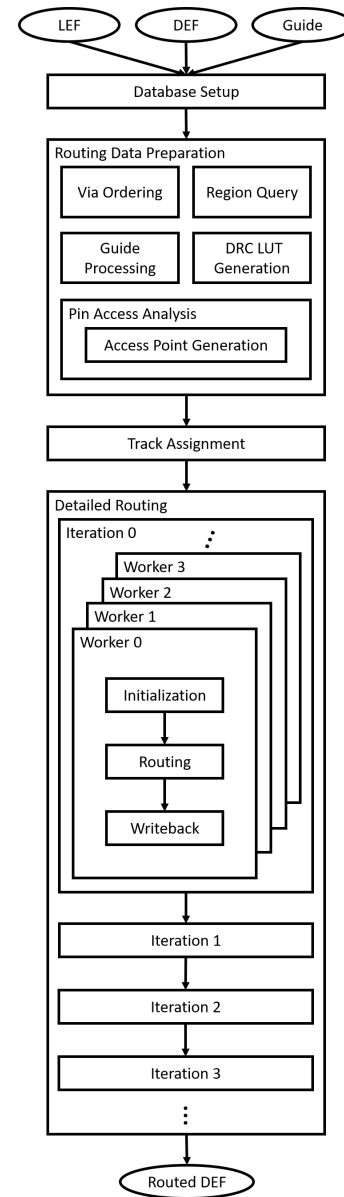 LEF
DEF
Guide
Database Setup
Routing Data Preparation
Via Ordering
Region Query
Guide
Processing
DRC LUT
Generation
Pin Access Analysis
Access Point Generation
Track Assignment
Detailed Routing
Iteration 0
Worker 3
Worker 2
Worker 1
Worker 0
Initialization
Routing
Writeback
Iteration 1
Iteration 2
Iteration 3
Routed DEF